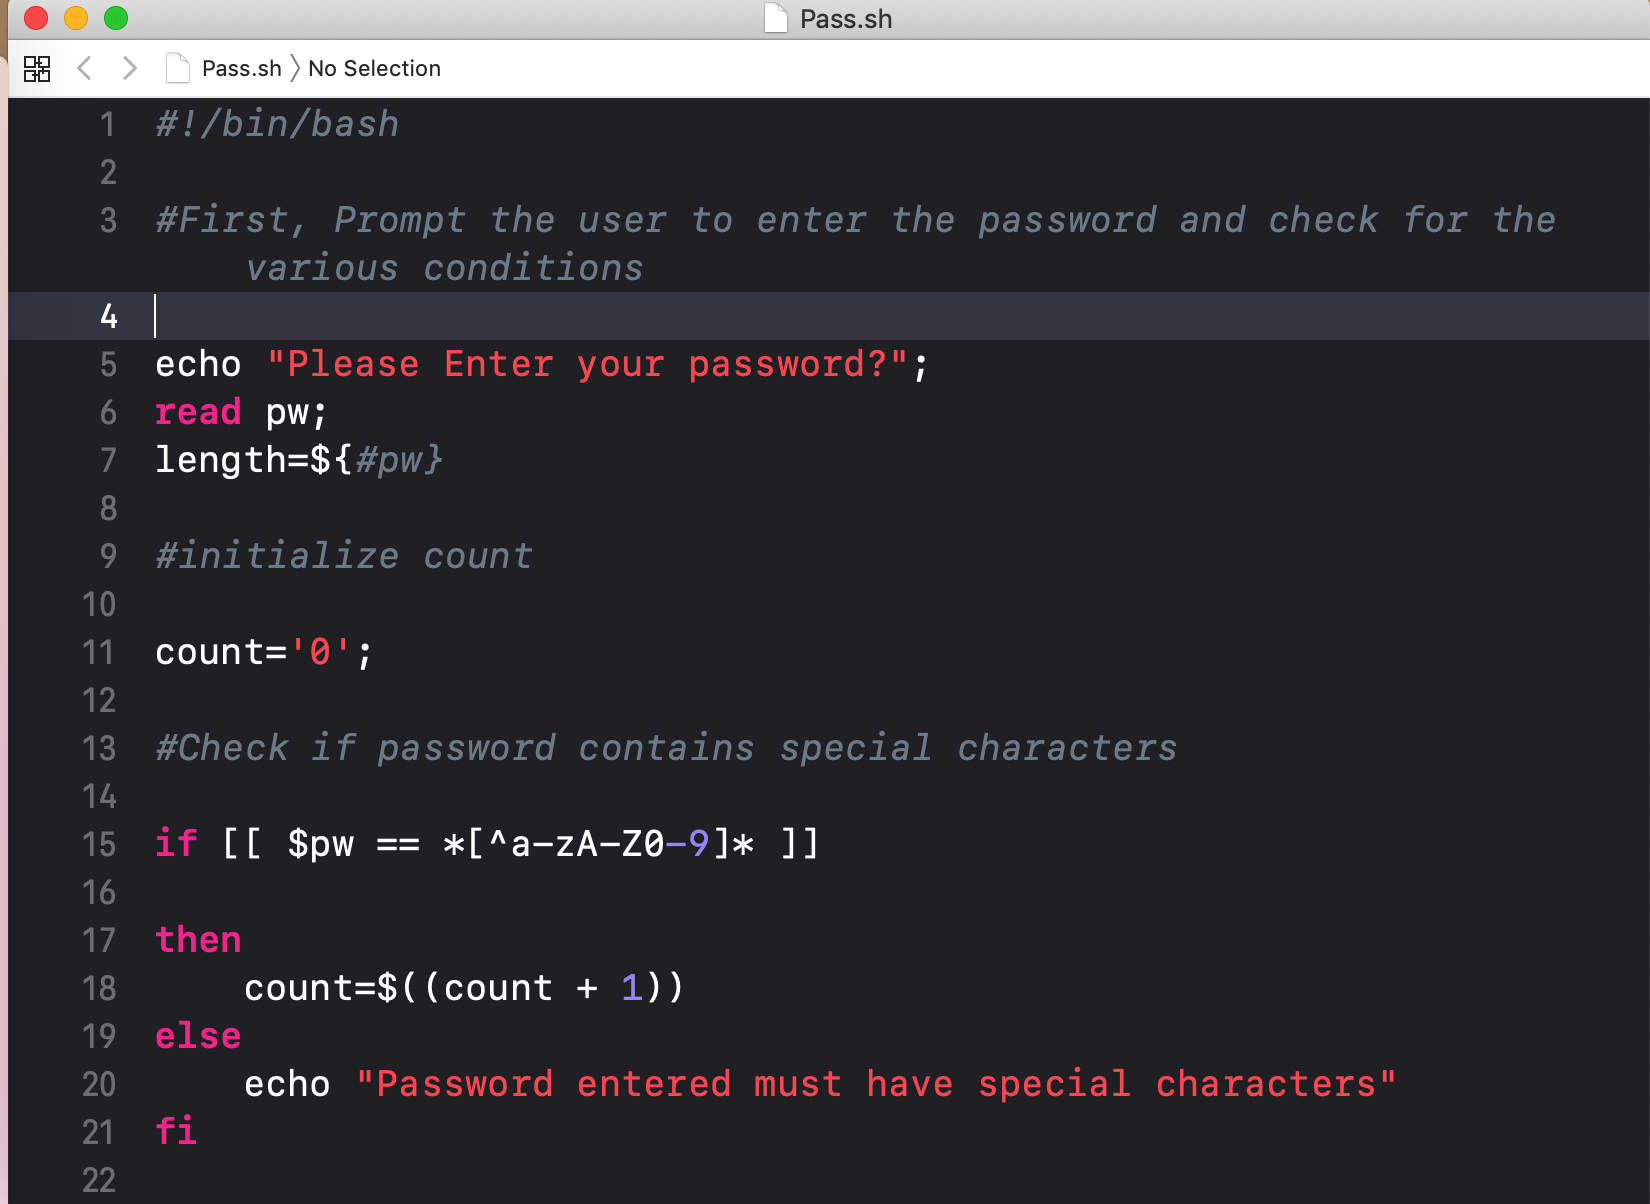 Pass.sh
Pass.sh 〉 No Selection
1 #!/bin/bash
2
3 #First, Prompt the user to enter the password and check for the
various conditions
4
5 echo "Please Enter your password?";
6 read pw;
7 length=${#pw}
8
9 #initialize count
10
11 count='0';
12
13 #Check if password contains special characters
14
15 if [[ $pw == *[^a-zA-Z0-9]* ]]
16
17 then
18     count=$((count + 1))
19 else
20     echo "Password entered must have special characters"
21 fi
22